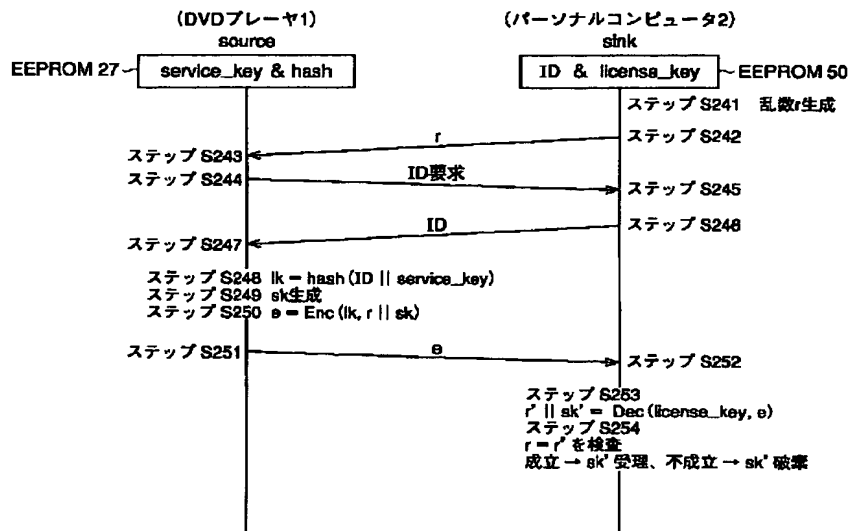 (DVDプレーヤ1)
source
(パーソナルコンピュータ2)
sink
EEPROM 27
service_key & hash
ID & license_key
EEPROM 50
ステップ S241 乱数r生成
r
ステップ S242
ステップ S243
ステップ S244
ID要求
ステップ S245
ID
ステップ S246
ステップ S247
ステップ S248 lk = hash (ID || service_key)
ステップ S249 sk生成
ステップ S250 e = Enc (lk, r || sk)
ステップ S251
e
ステップ S252
ステップ S253
r' || sk' = Dec (license_key, e)
ステップ S254
r = r' を検査
成立 → sk' 受理、不成立 → sk' 破棄